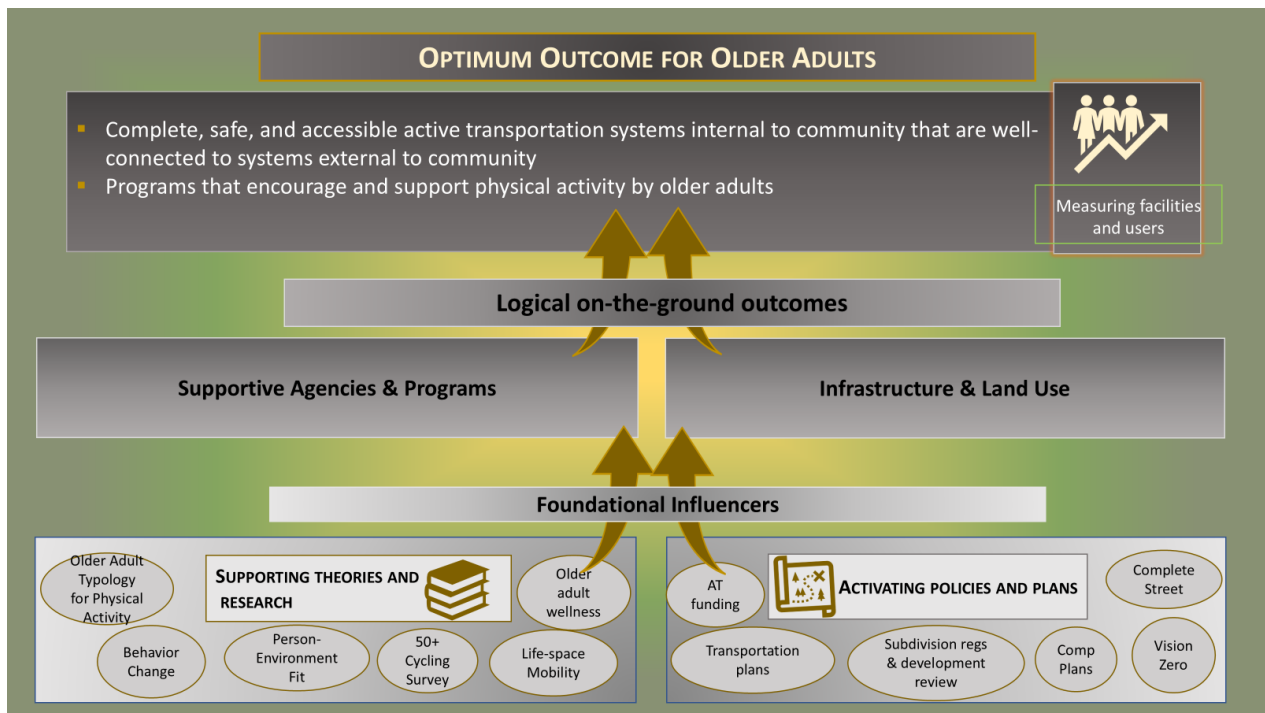 OPTIMUM OUTCOME FOR OLDER ADULTS
▪ Complete, safe, and accessible active transportation systems internal to community that are well-
connected to systems external to community
▪ Programs that encourage and support physical activity by older adults
Measuring facilities
and users
Logical on-the-ground outcomes
Supportive Agencies & Programs
Infrastructure & Land Use
Foundational Influencers
Older Adult
Typology
for Physical
Activity
SUPPORTING THEORIES AND
RESEARCH
Older
adult
wellness
Behavior
Change
Person-
Environment
Fit
50+
Cycling
Survey
Life-space
Mobility
AT
funding
ACTIVATING POLICIES AND PLANS
Complete
Street
Transportation
plans
Subdivision regs
& development
review
Comp
Plans
Vision
Zero